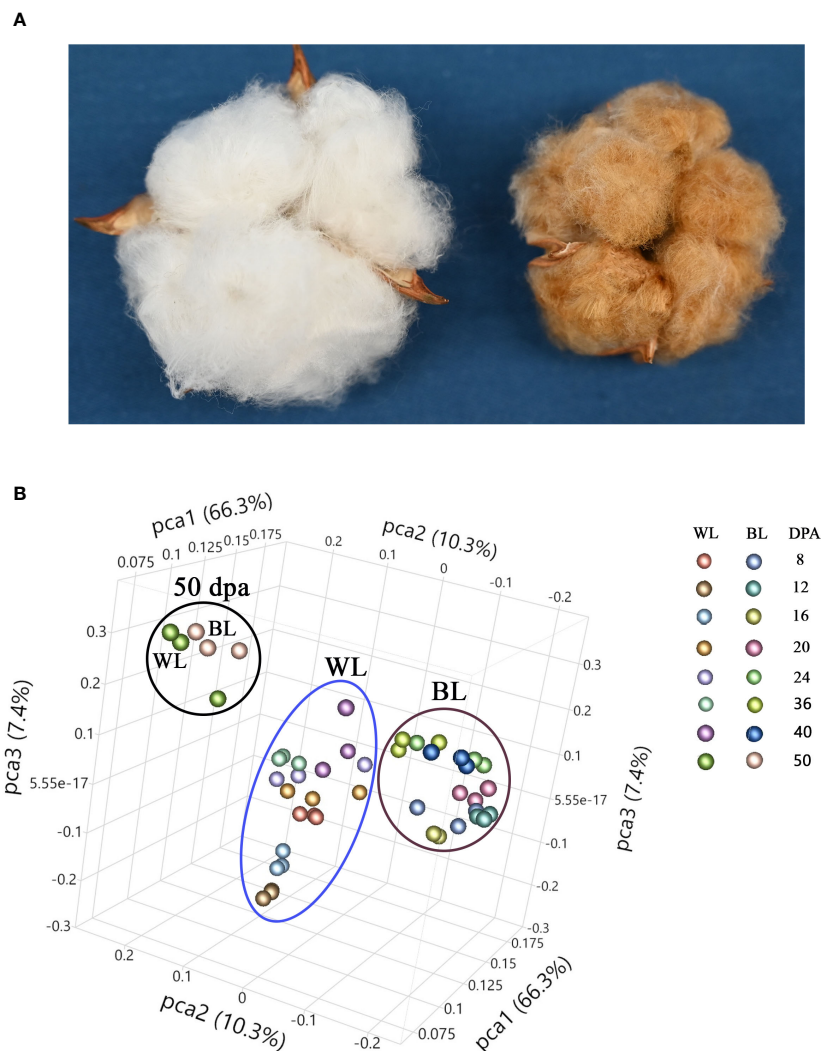 A
B
pca1 (66.3%)
0.075 0.1 0.125 0.15 0.175
pca2 (10.3%)
0.2 0.1 0 -0.1 -0.2
WL BL DPA
8
12
16
20
24
36
40
50
50 dpa
BL
WL
WL
BL
pca3 (7.4%)
0.3
0.2
0.1
5.55e-17
-0.1
-0.2
-0.3
0.3
0.2
0.1
5.55e-17
-0.1
-0.2
-0.3
pca3 (7.4%)
0.2
0.1
0
-0.1
-0.2
pca2 (10.3%)
0.175
0.15
0.125
0.1
0.075
pca1 (66.3%)